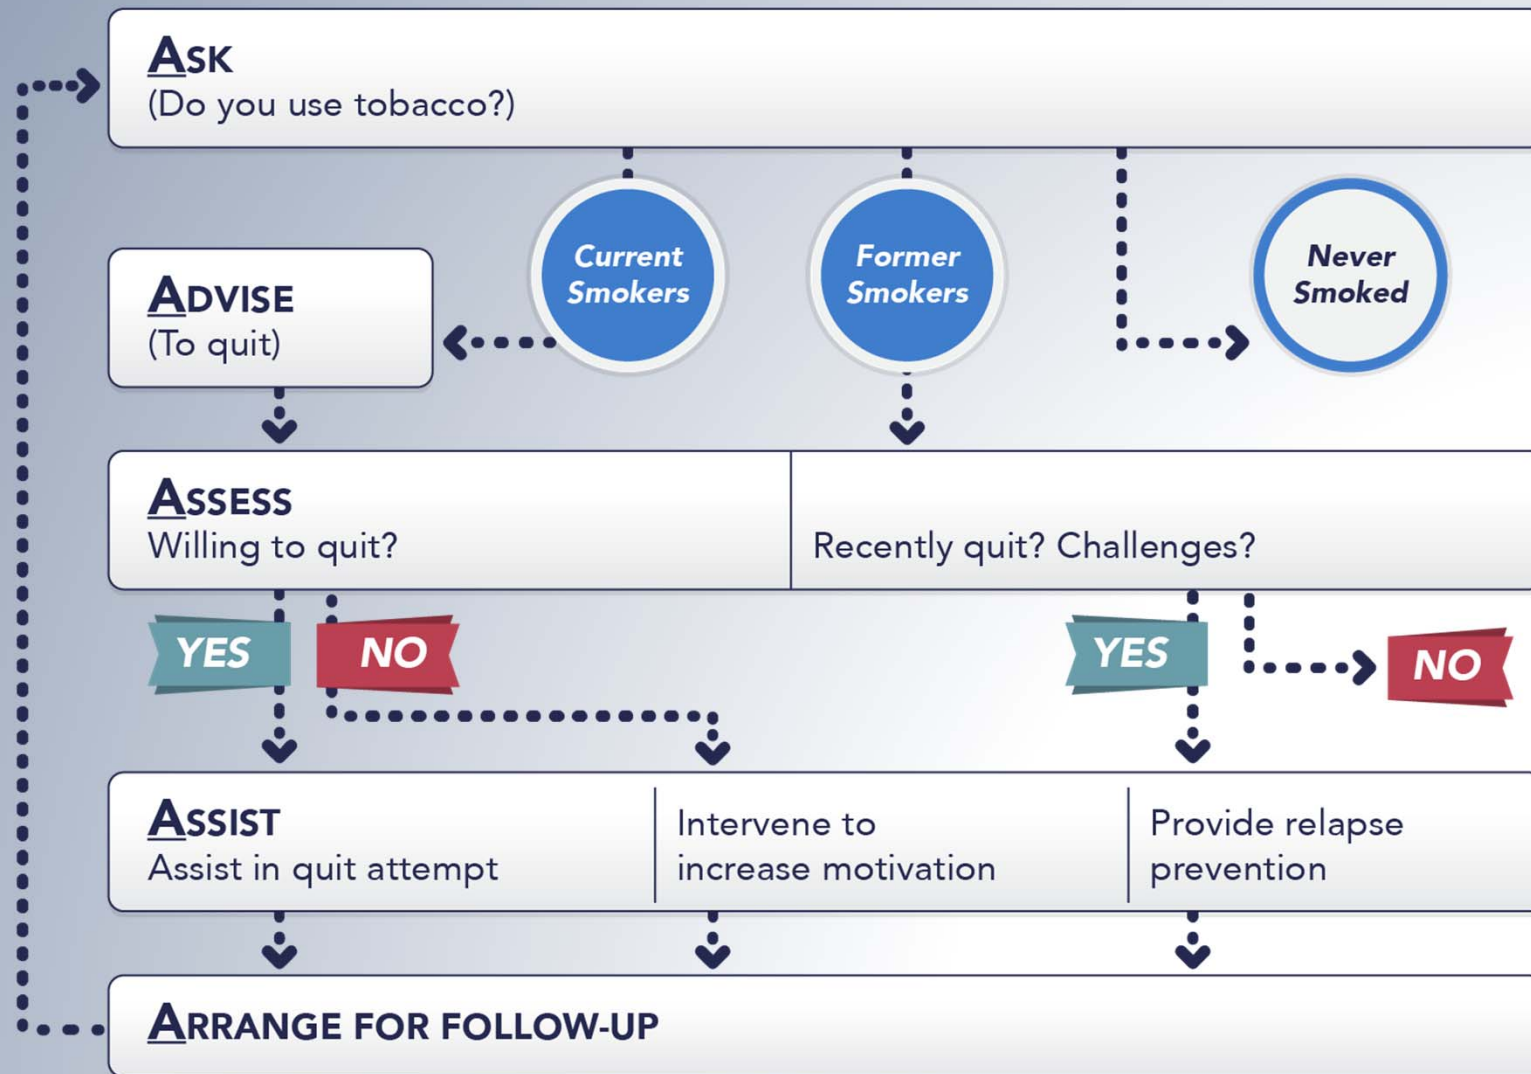 ASK
(Do you use tobacco?)
Current
Smokers
Former
Smokers
Never
Smoked
ADVISE
(To quit)
ASSESS
Willing to quit?
Recently quit? Challenges?
YES
NO
YES
NO
ASSIST
Assist in quit attempt
Intervene to
increase motivation
Provide relapse
prevention
ARRANGE FOR FOLLOW-UP